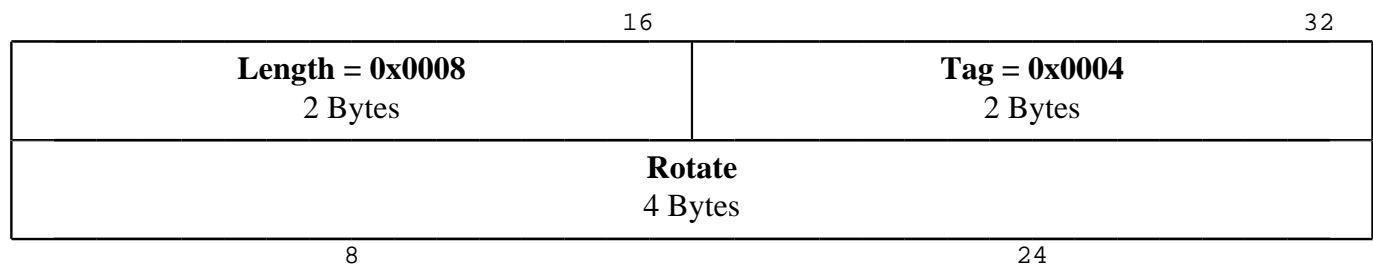 16 32
Length = 0x0008 Tag = 0x0004
2 Bytes 2 Bytes
Rotate
4 Bytes
8 24